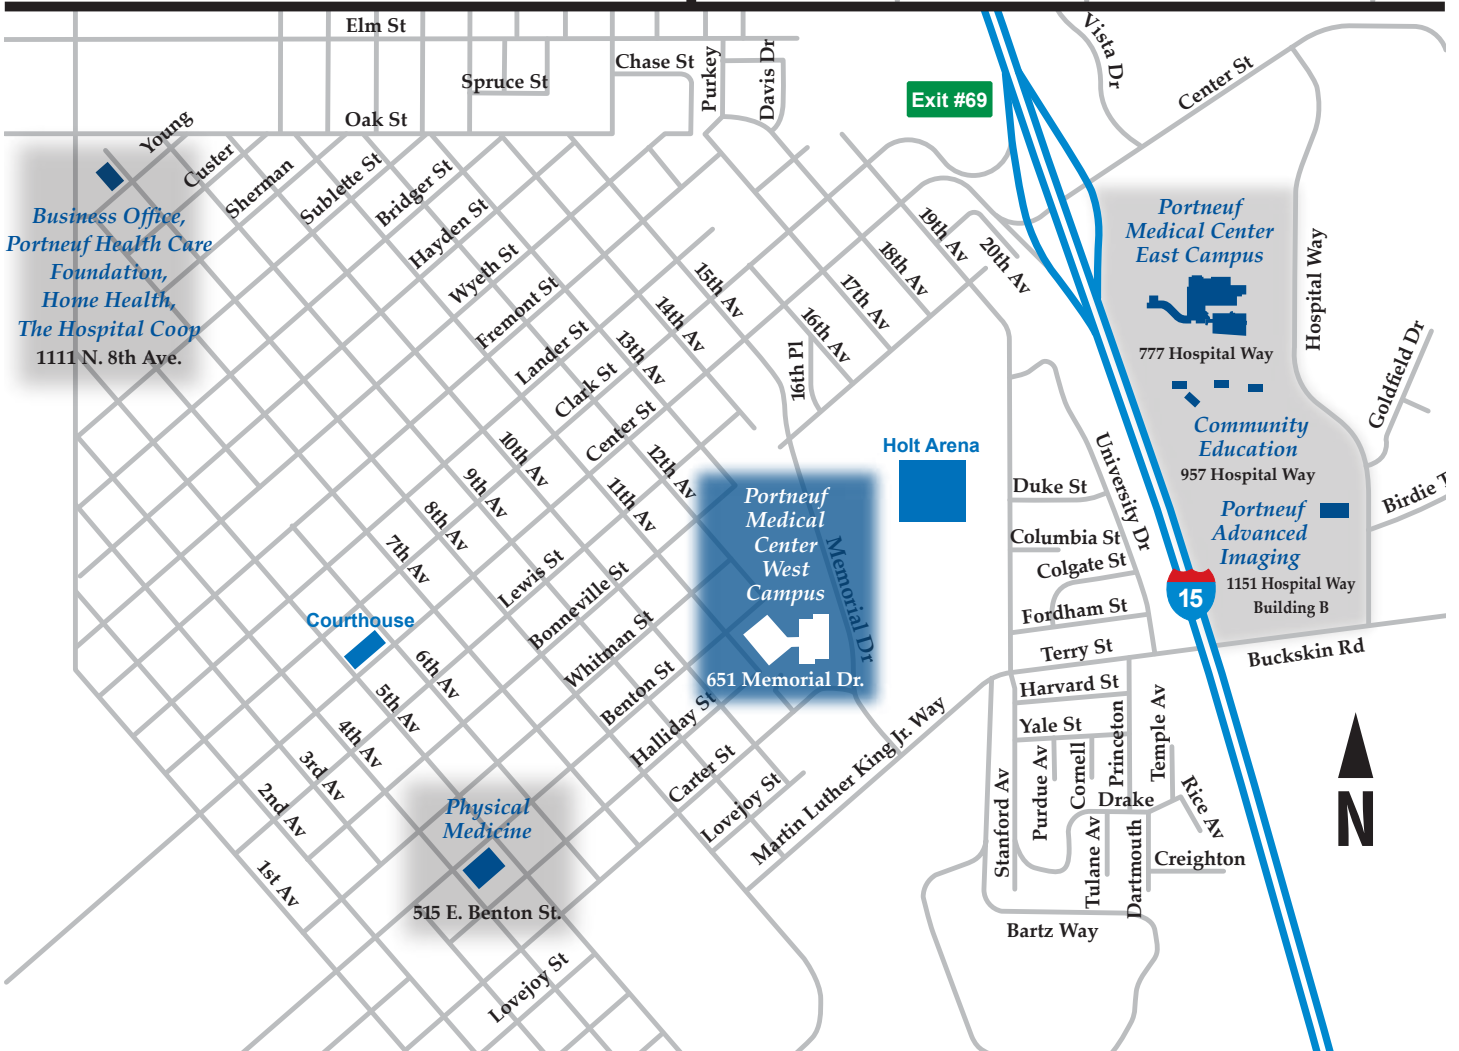 Elm St
Spruce St
Chase St
Purkey
Davis Dr
Oak St
Vista Dr
Center St
Exit #69
Young
Custer
Sherman
Sublette St
Bridger St
Hayden St
Wyeth St
Fremont St
Lander St
Clark St
Center St
Business Office,
Portneuf Health Care
Foundation,
Home Health,
The Hospital Coop
1111 N. 8th Ave.
20th Av
19th Av
18th Av
17th Av
16th Av
16th Pl
15th Av
14th Av
13th Av
12th Av
11th Av
10th Av
9th Av
8th Av
7th Av
6th Av
5th Av
4th Av
3rd Av
2nd Av
1st Av
Portneuf
Medical Center
East Campus
777 Hospital Way
Hospital Way
Goldfield Dr
Community
Education
957 Hospital Way
Birdie T
Portneuf
Advanced
Imaging
1151 Hospital Way
Building B
15
Buckskin Rd
Holt Arena
Portneuf
Medical
Center
West
Campus
651 Memorial Dr.
Memorial Dr
University Dr
Duke St
Columbia St
Colgate St
Fordham St
Terry St
Harvard St
Yale St
Courthouse
Lewis St
Bonneville St
Whitman St
Benton St
Halliday St
Carter St
Lovejoy St
Martin Luther King Jr. Way
Stanford Av
Purdue Av
Cornell
Princeton
Temple Av
Rice Av
Drake
Tulane Av
Dartmouth
Creighton
Bartz Way
Physical
Medicine
515 E. Benton St.
Lovejoy St
N